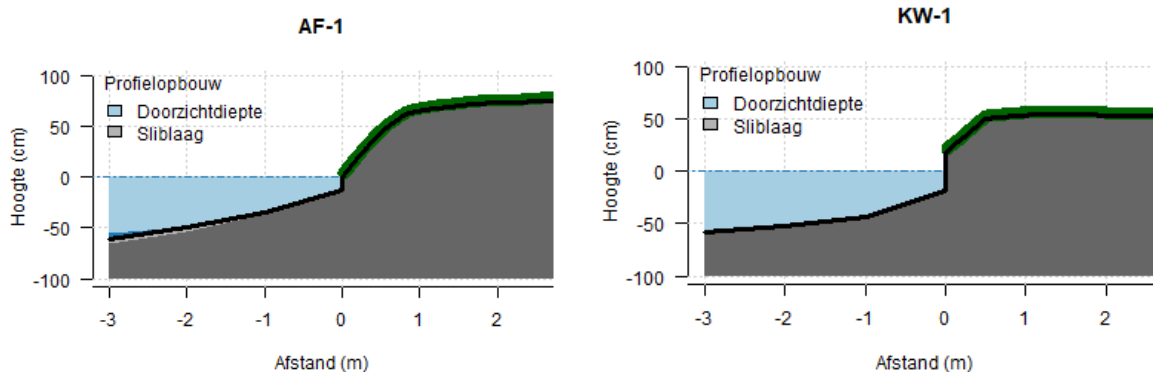 AF-1
Profielopbouw
Doorzichtdiepte
Sliblaag
Hoogte (cm)
100
50
0
-50
-100
-3 -2 -1 0 1 2
Afstand (m)
KW-1
Profielopbouw
Doorzichtdiepte
Sliblaag
Hoogte (cm)
100
50
0
-50
-100
-3 -2 -1 0 1 2
Afstand (m)